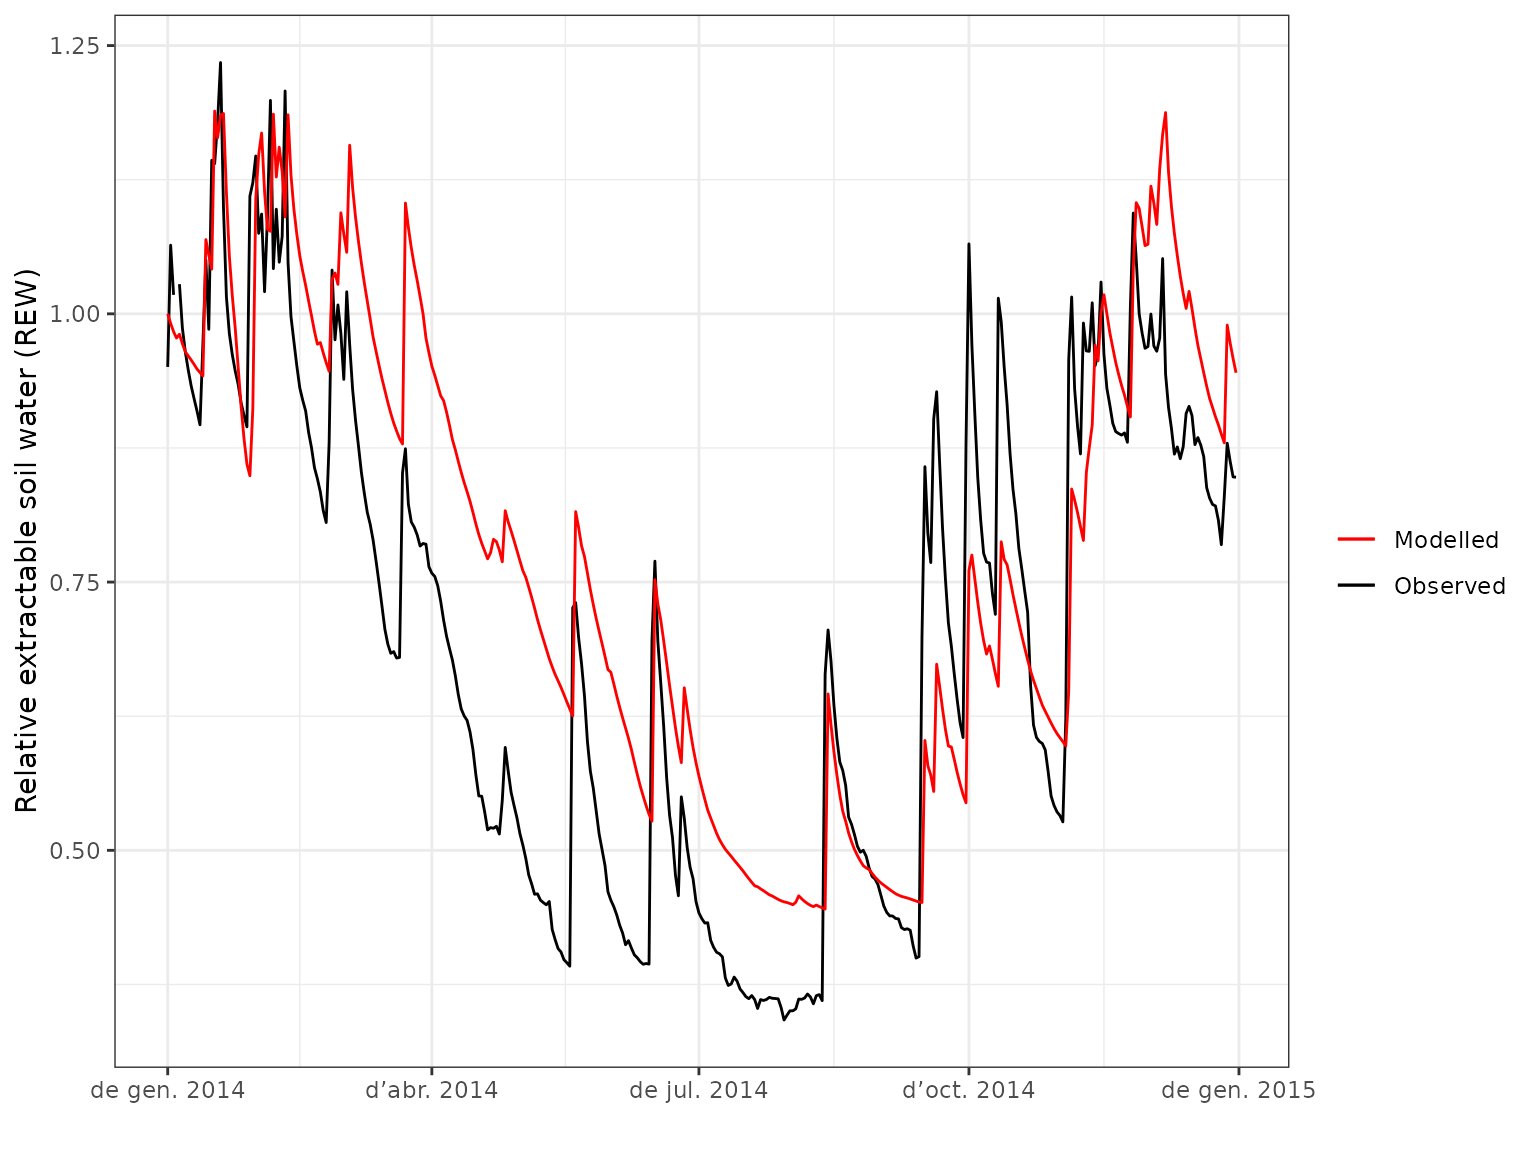 Relative extractable soil water (REW)
1.25
1.00
0.75
0.50
de gen. 2014
d’abr. 2014
de jul. 2014
d’oct. 2014
de gen. 2015
Modelled
Observed